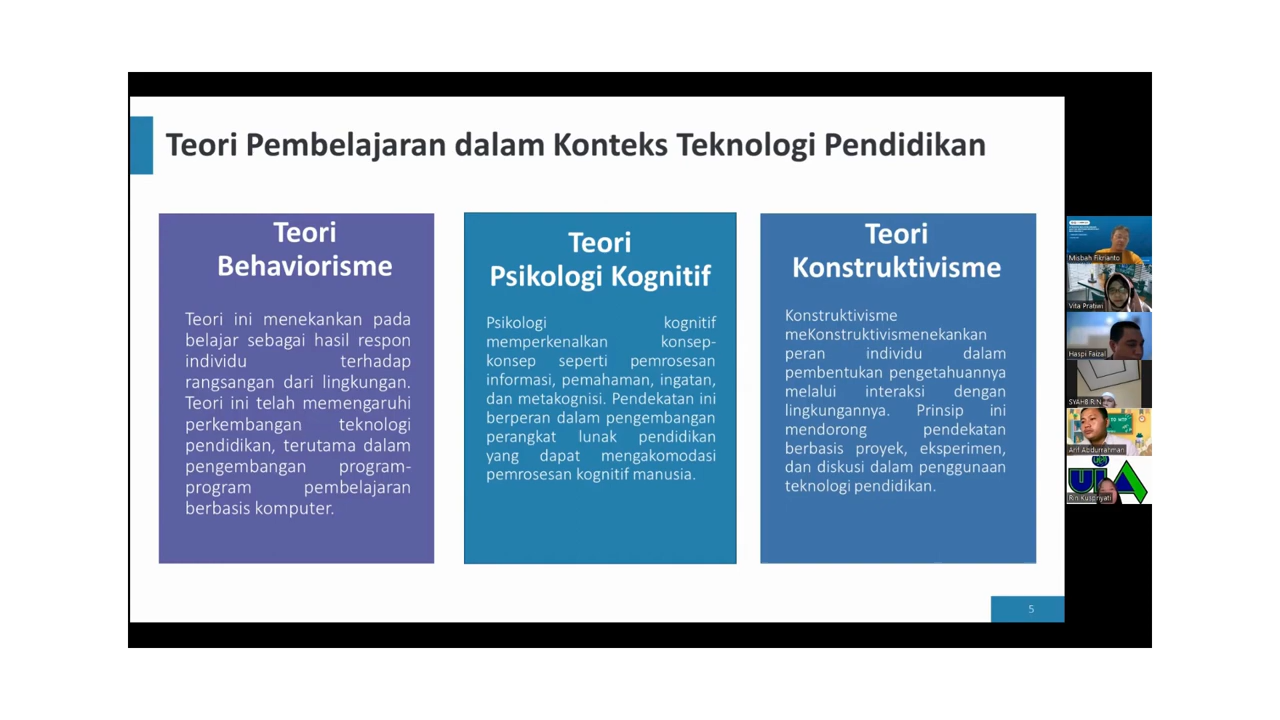 Teori Pembelajaran dalam Konteks Teknologi Pendidikan
Teori
Behaviorisme
Teori ini menekankan pada
belajar sebagai hasil respon
individu terhadap
rangsangan dari lingkungan.
Teori ini telah memengaruhi
perkembangan teknologi
pendidikan, terutama dalam
pengembangan program-
program pembelajaran
berbasis komputer.
Teori
Psikologi Kognitif
Psikologi kognitif
memperkenalkan konsep-
konsep seperti pemrosesan
informasi, pemahaman, ingatan,
dan metakognisi. Pendekatan ini
berperan dalam pengembangan
perangkat lunak pendidikan
yang dapat mengakomodasi
pemrosesan kognitif manusia.
Teori
Konstruktivisme
Konstruktivisme
meKonstruktivismenekankan
peran individu dalam
pembentukan pengetahuannya
melalui interaksi dengan
lingkungannya. Prinsip ini
mendorong pendekatan
berbasis proyek, eksperimen,
dan diskusi dalam penggunaan
teknologi pendidikan.
5
Misbah Fikrianto
Vita Pratiwi
Haspi Faizal
SYAHBIRIN
Arif Abdurrahman
UIA
Rin Kusdriyati